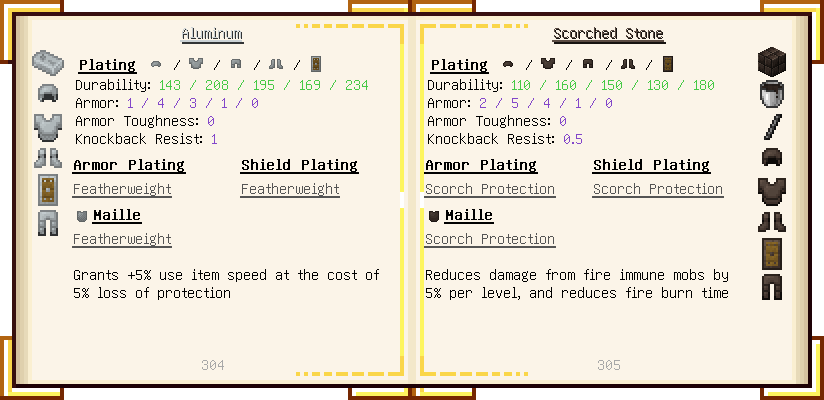 Aluminum
Plating / / / /
Durability: 143 / 208 / 195 / 169 / 234
Armor: 1 / 4 / 3 / 1 / 0
Armor Toughness: 0
Knockback Resist: 1
Armor Plating Shield Plating
Featherweight Featherweight
Maille
Featherweight
Grants +5% use item speed at the cost of
5% loss of protection
304
Scorched Stone
Plating / / / /
Durability: 110 / 160 / 150 / 130 / 180
Armor: 2 / 5 / 4 / 1 / 0
Armor Toughness: 0
Knockback Resist: 0.5
Armor Plating Shield Plating
Scorch Protection Scorch Protection
Maille
Scorch Protection
Reduces damage from fire immune mobs by
5% per level, and reduces fire burn time
305